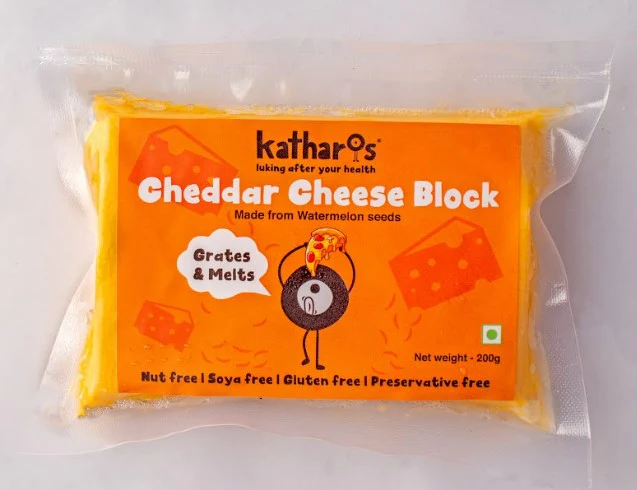 katharos
luking after your health
Cheddar Cheese Block
Made from Watermelon seeds
Grates
& Melts
Net weight - 200g
Nut free | Soya free | Gluten free | Preservative free